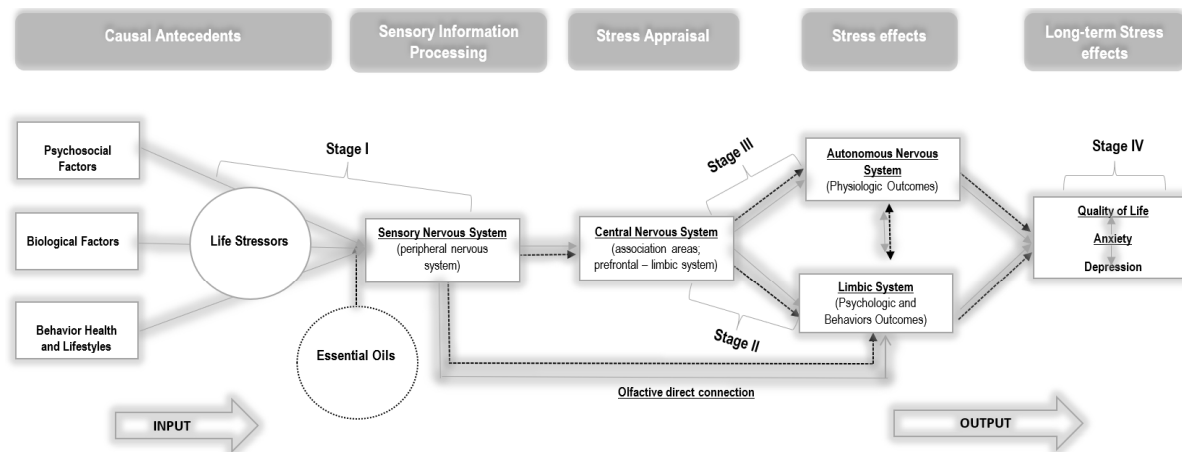 Causal Antecedents
Sensory Information
Processing
Stress Appraisal
Stress effects
Long-term Stress
effects
Psychosocial
Factors
Biological Factors
Behavior Health
and Lifestyles
Stage I
Life Stressors
Essential Oils
Sensory Nervous System
(peripheral nervous
system)
Central Nervous System
(association areas;
prefrontal – limbic system)
Stage III
Stage II
Autonomous Nervous
System
(Physiologic Outcomes)
Limbic System
(Psychologic and
Behaviors Outcomes)
Olfactive direct connection
Stage IV
Quality of Life
Anxiety
Depression
INPUT
OUTPUT